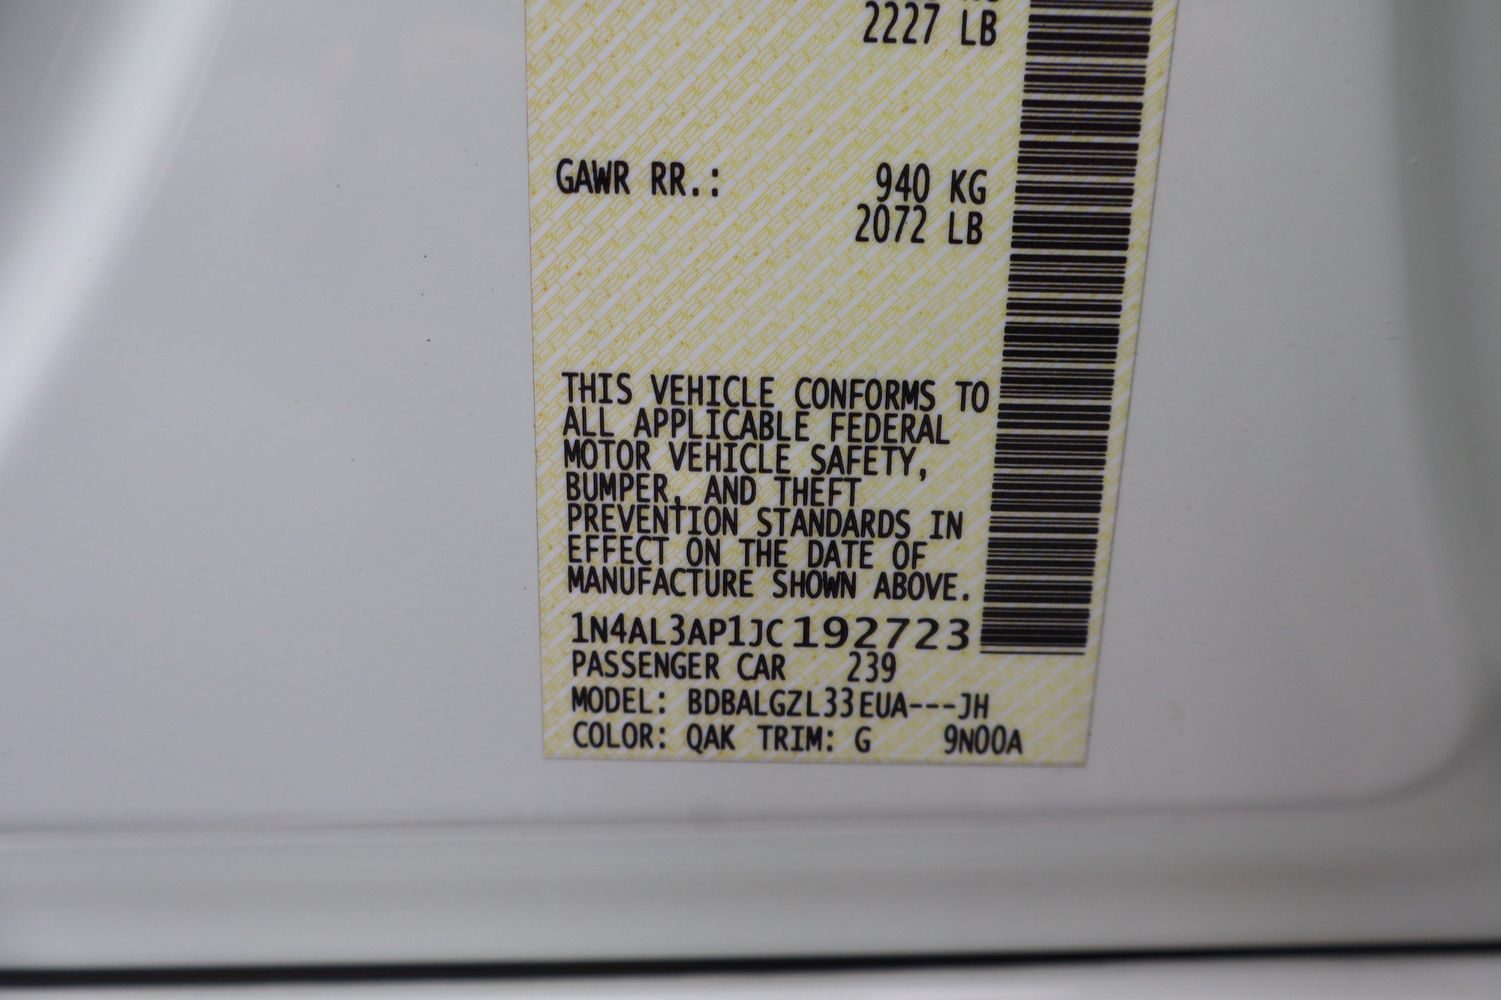 2227 LB
GAWR RR.: 940 KG
2072 LB
THIS VEHICLE CONFORMS TO
ALL APPLICABLE FEDERAL
MOTOR VEHICLE SAFETY,
BUMPER, AND THEFT
PREVENTION STANDARDS IN
EFFECT ON THE DATE OF
MANUFACTURE SHOWN ABOVE.
1N4AL3AP1JC192723
PASSENGER CAR 239
MODEL: BDBALGZL33EUA---JH
COLOR: QAK TRIM: G 9N00A